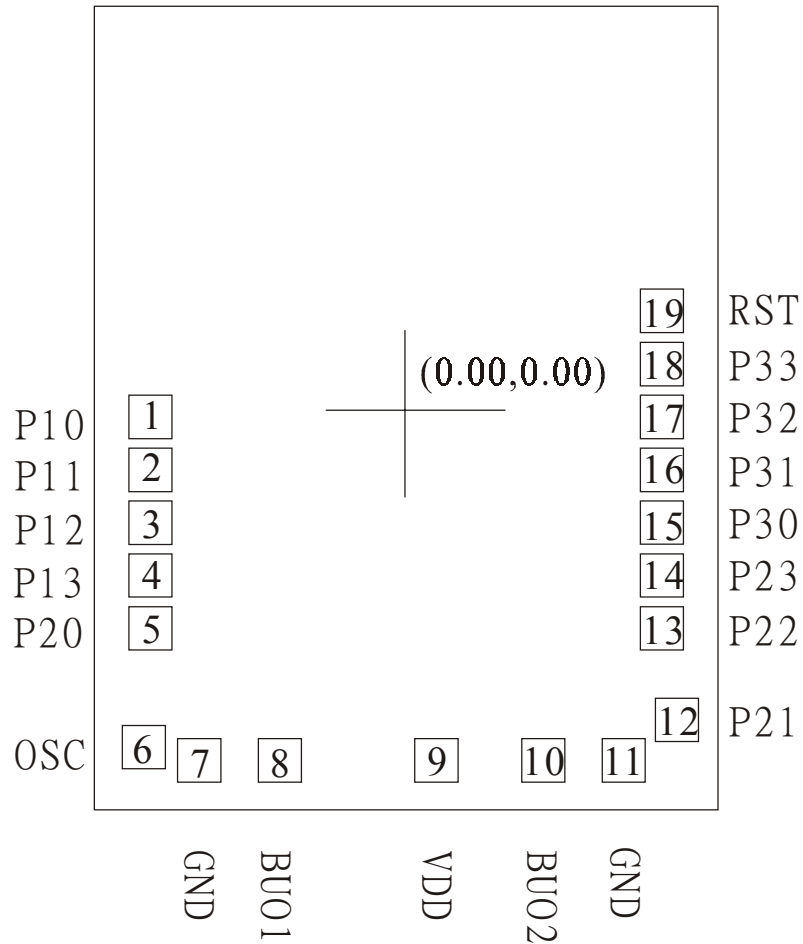 19 RST
(0.00,0.00)
18 P33
P10 1
17 P32
P11 2
16 P31
P12 3
15 P30
P13 4
14 P23
P20 5
13 P22
12 P21
OSC 6
7 8 9 10 11
GND
BUO1
VDD
BUO2
GND